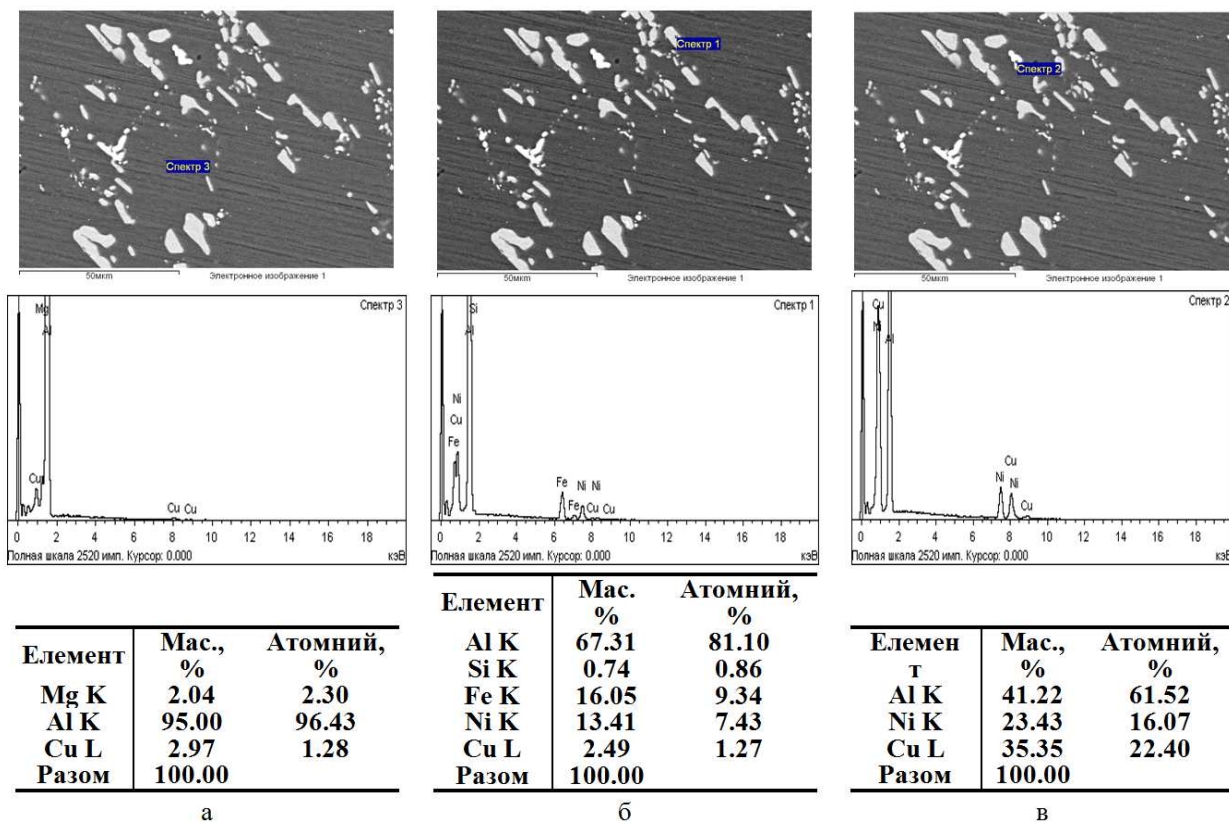 Спектр 3
50мкм Электронное изображение 1
Спектр 1
50мкм Электронное изображение 1
Спектр 2
50мкм Электронное изображение 1
Спектр 3
Mg
Al
Cu
Cu
Cu
0 2 4 6 8 10 12 14 16 18
Полная шкала 2520 имп. Курсор: 0.000 кэВ
Спектр 1
Si
Al
Ni
Cu
Fe
Fe Ni Ni
Fe Cu Cu
0 2 4 6 8 10 12 14 16 18
Полная шкала 2520 имп. Курсор: 0.000 кэВ
Спектр 2
Cu
Ni
Al
Cu
Ni Ni
Cu
0 2 4 6 8 10 12 14 16 18
Полная шкала 2520 имп. Курсор: 0.000 кэВ
Елемент Мас., Атомний,
% %
Mg K 2.04 2.30
Al K 95.00 96.43
Cu L 2.97 1.28
Разом 100.00
а
Елемент Мас. Атомний,
% %
Al K 67.31 81.10
Si K 0.74 0.86
Fe K 16.05 9.34
Ni K 13.41 7.43
Cu L 2.49 1.27
Разом 100.00
б
Елемен Мас., Атомний,
т % %
Al K 41.22 61.52
Ni K 23.43 16.07
Cu L 35.35 22.40
Разом 100.00
в